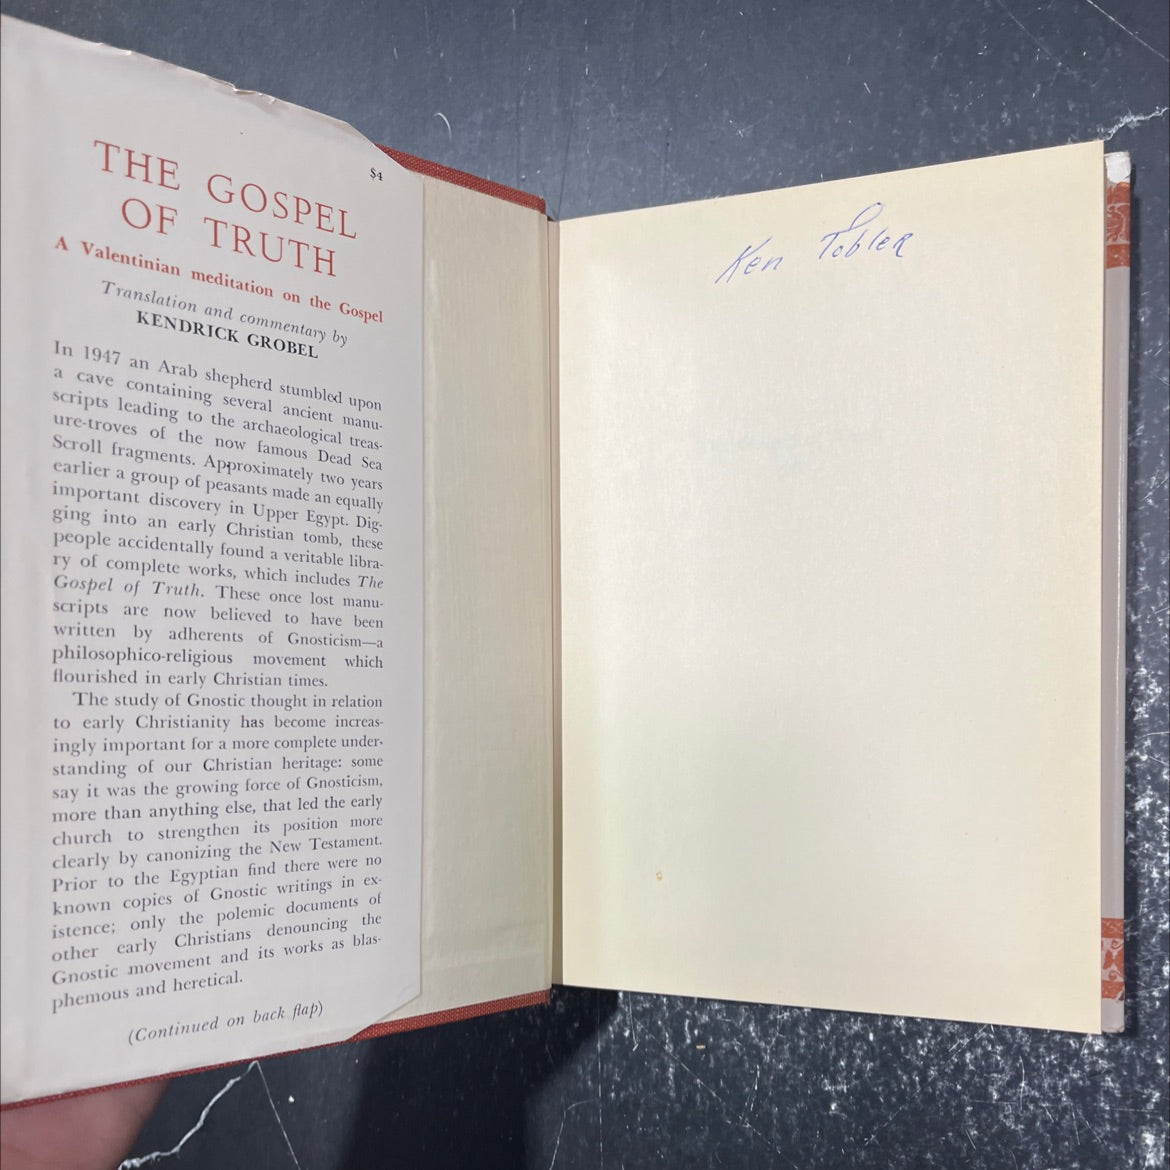 THE GOSPEL
OF TRUTH
$4
A Valentinian meditation on the Gospel
Translation and commentary by
KENDRICK GROBEL
In 1947 an Arab shepherd stumbled upon
a cave containing several ancient manu-
scripts leading to the archaeological treas-
ure-troves of the now famous Dead Sea
Scroll fragments. Approximately two years
earlier a group of peasants made an equally
important discovery in Upper Egypt. Dig-
ging into an early Christian tomb, these
people accidentally found a veritable libra-
ry of complete works, which includes The
Gospel of Truth. These once lost manu-
scripts are now believed to have been
written by adherents of Gnosticism—a
philosophico-religious movement which
flourished in early Christian times.
The study of Gnostic thought in relation
to early Christianity has become increas-
ingly important for a more complete under-
standing of our Christian heritage: some
say it was the growing force of Gnosticism,
more than anything else, that led the early
church to strengthen its position more
clearly by canonizing the New Testament.
Prior to the Egyptian find there were no
known copies of Gnostic writings in ex-
istence; only the polemic documents of
other early Christians denouncing the
Gnostic movement and its works as blas-
phemous and heretical.
(Continued on back flap)
Ken Tobler